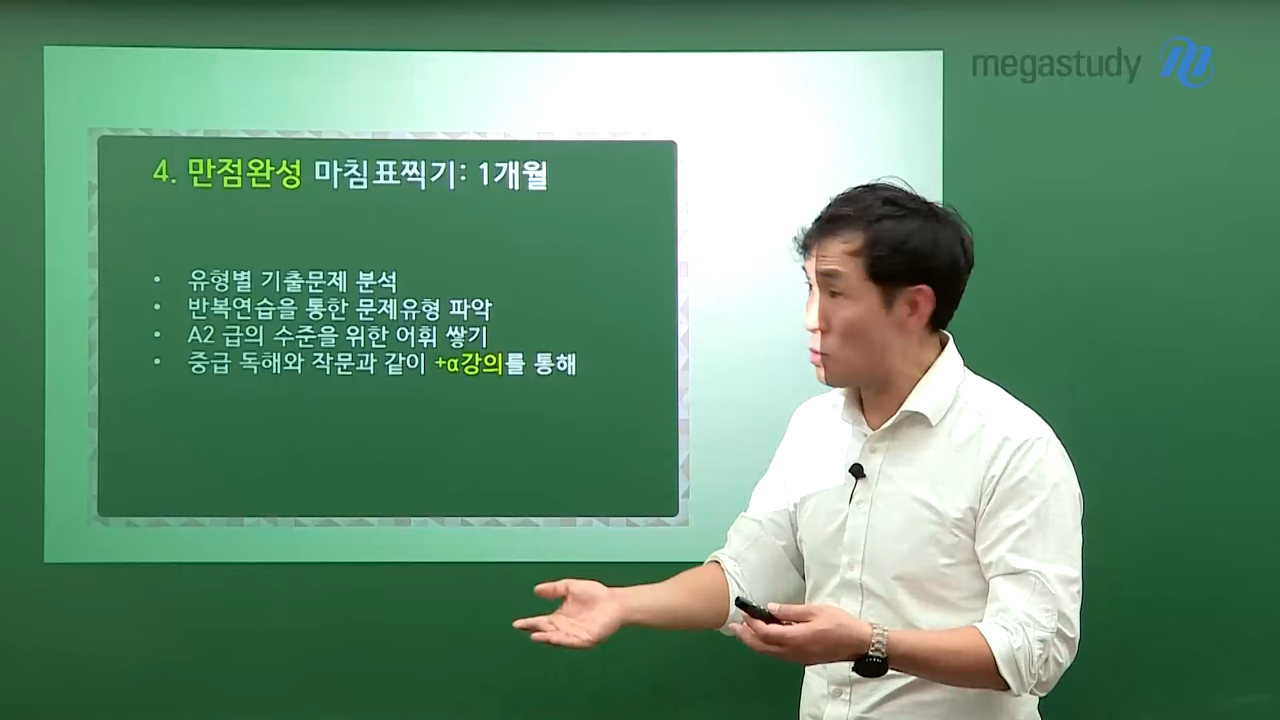 megastudy
4. 만점완성 마침표찍기: 1개월
• 유형별 기출문제 분석
• 반복연습을 통한 문제유형 파악
• A2 급의 수준을 위한 어휘 쌓기
• 중급 독해와 작문과 같이 +α강의를 통해